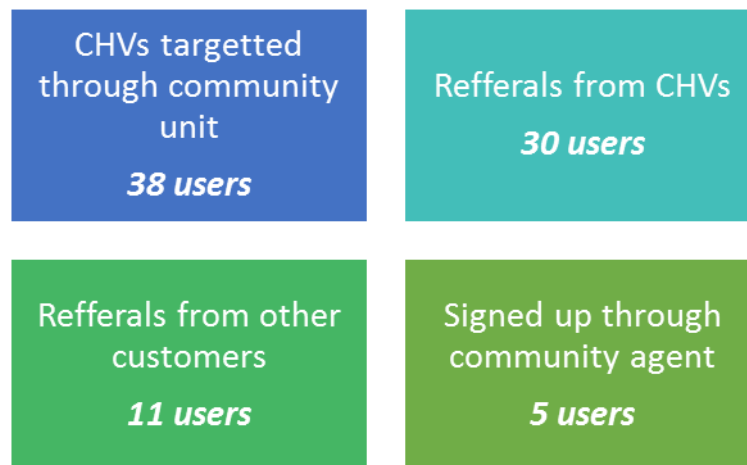 CHVs targetted
through community
unit
38 users
Refferals from CHVs
30 users
Refferals from other
customers
11 users
Signed up through
community agent
5 users